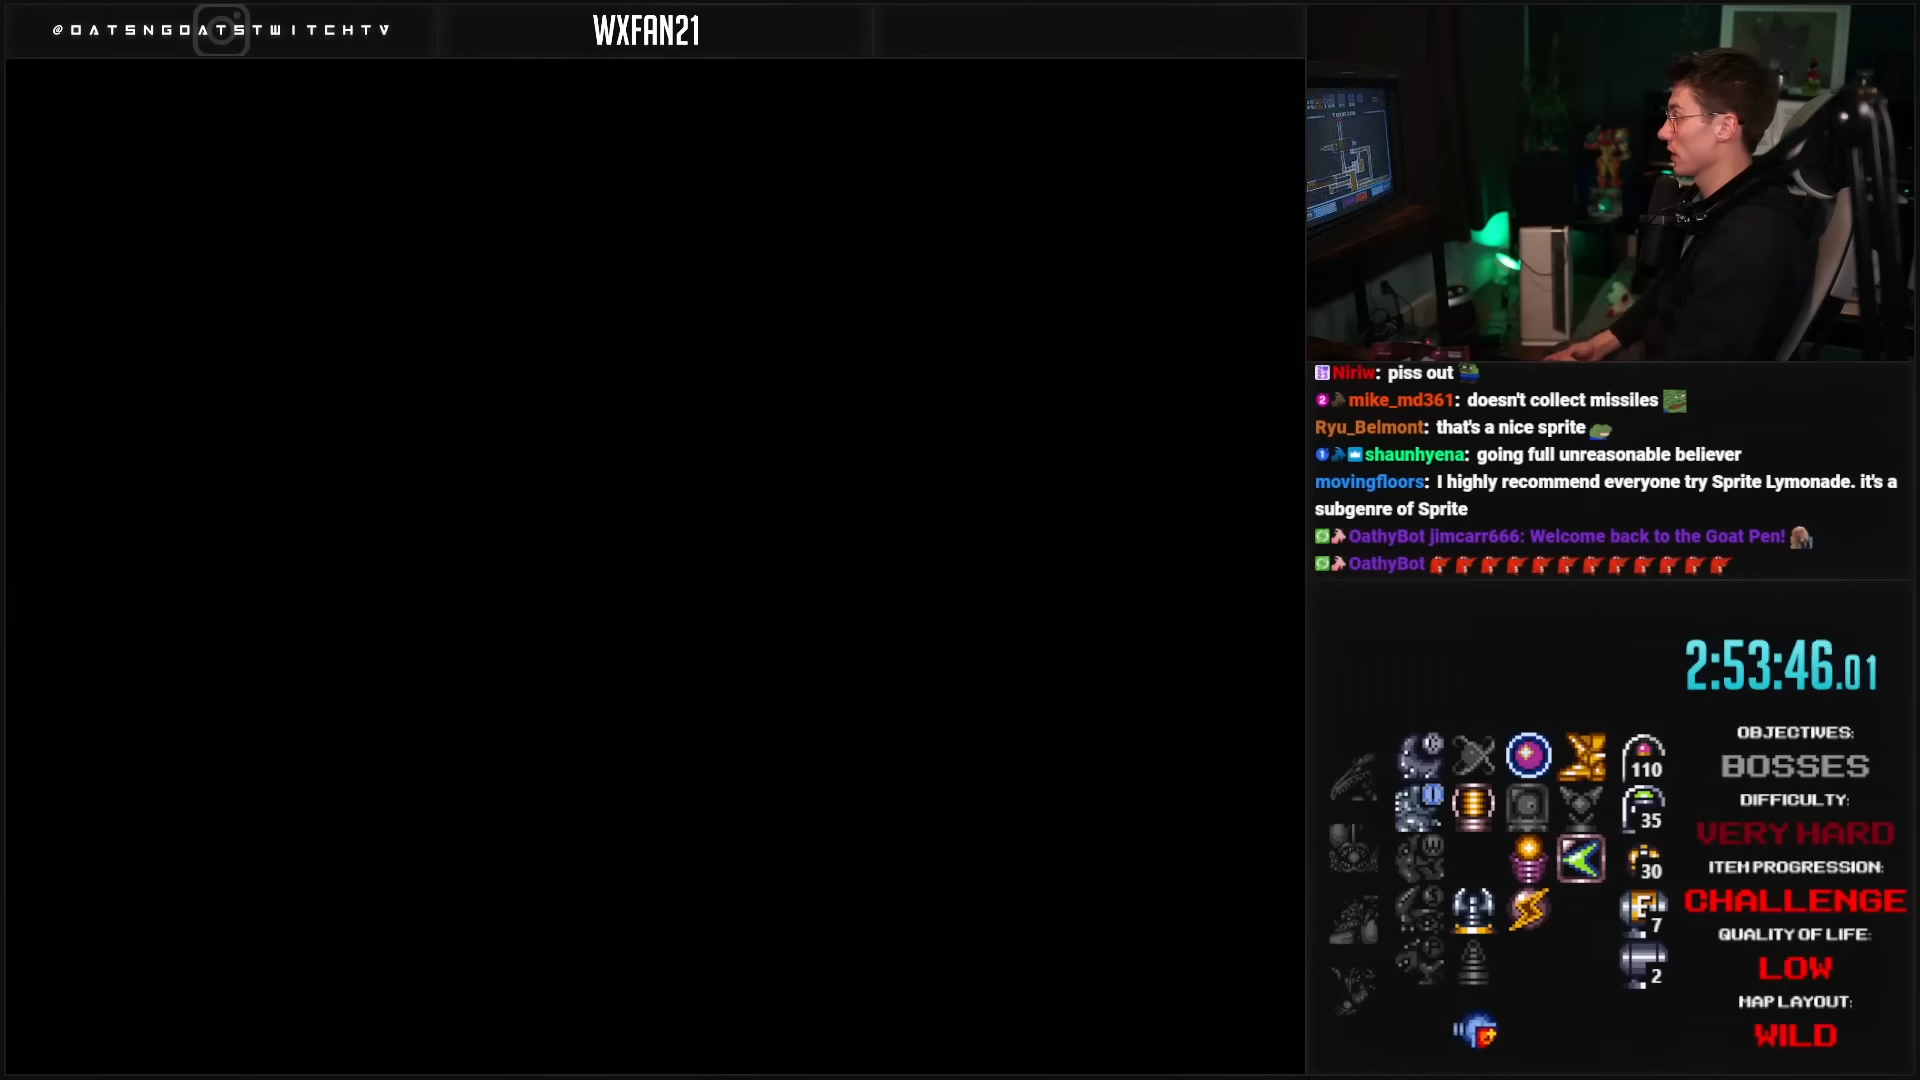 @OATSNGOATSTWITCHTV
WXFAN21
Niriw: piss out
2 mike_md361: doesn't collect missiles
Ryu_Belmont: that's a nice sprite
1 shaunhyena: going full unreasonable believer
movingfloors: I highly recommend everyone try Sprite Lymonade. it's a
subgenre of Sprite
OathyBot jimcarr666: Welcome back to the Goat Pen!
OathyBot
2:53:46.01
OBJECTIVES:
BOSSES
DIFFICULTY:
VERY HARD
ITEM PROGRESSION:
CHALLENGE
QUALITY OF LIFE:
LOW
MAP LAYOUT:
WILD
110
35
30
E 7
2